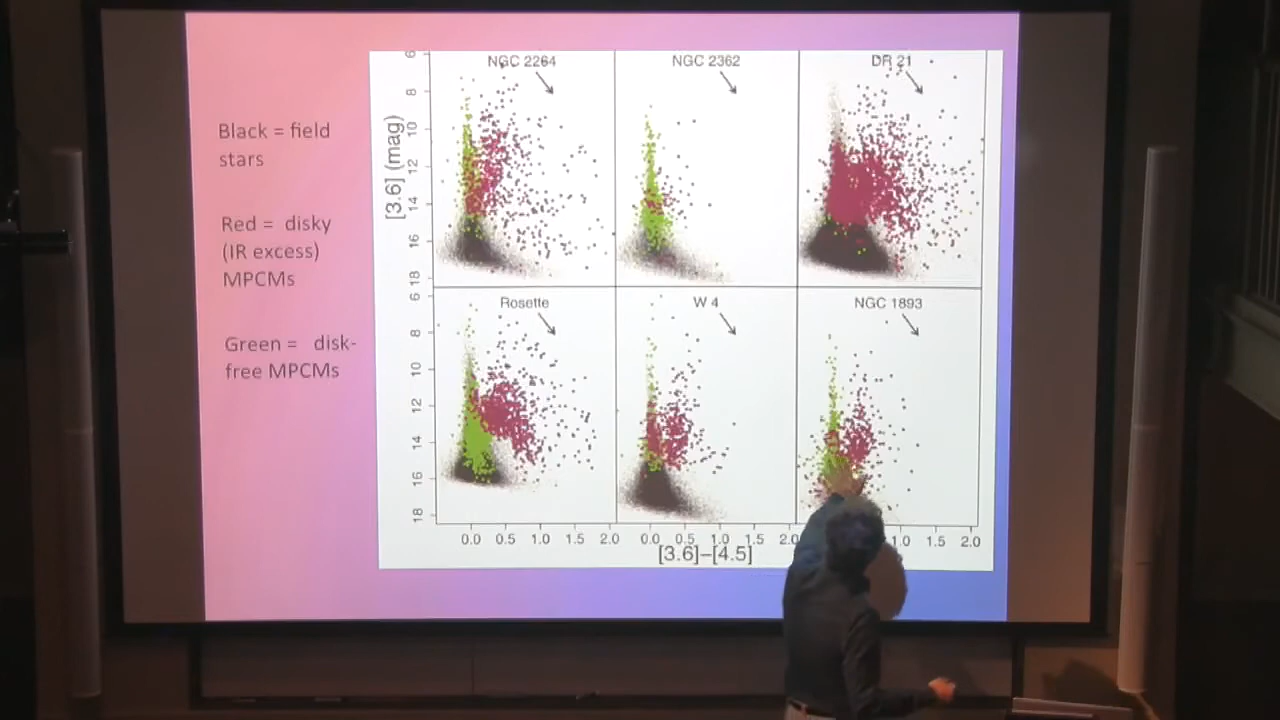 Black = field
stars
Red = disky
(IR excess)
MPCMs
Green = disk-
free MPCMs
NGC 2264
NGC 2362
DR 21
[3.6] (mag)
6
8
10
12
14
16
18
Rosette
W 4
NGC 1893
6
8
10
12
14
16
18
0.0 0.5 1.0 1.5 2.0
0.0 0.5 1.0 1.5 2.0
1.0 1.5 2.0
[3.6]–[4.5]